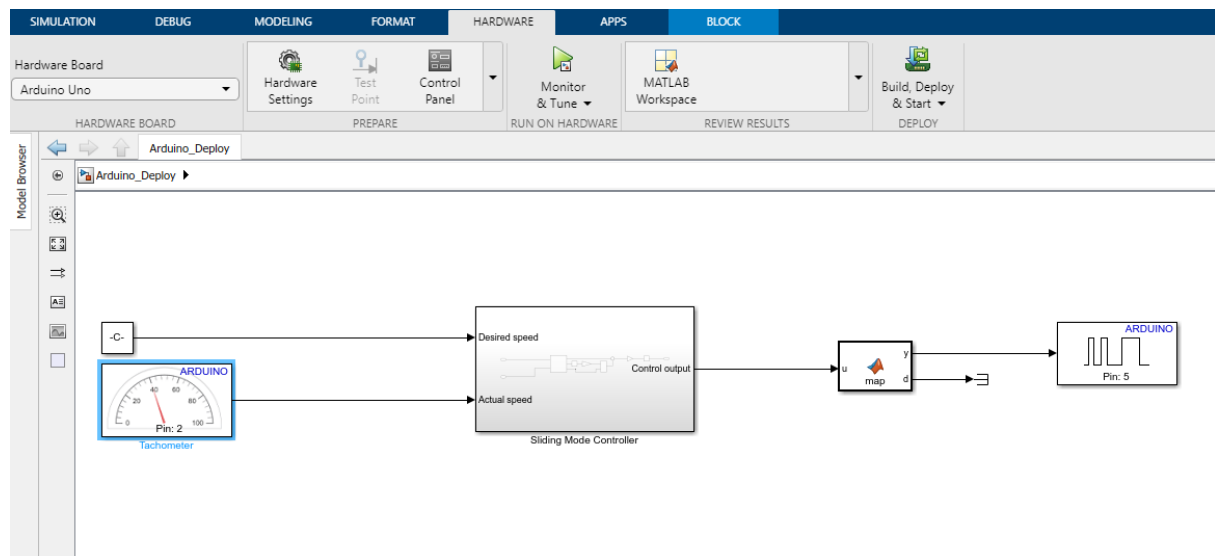 SIMULATION DEBUG MODELING FORMAT HARDWARE APPS BLOCK
Hardware Board
Arduino Uno
Hardware
Settings
Test
Point
Control
Panel
Monitor
& Tune
MATLAB
Workspace
Build, Deploy
& Start
HARDWARE BOARD PREPARE RUN ON HARDWARE REVIEW RESULTS DEPLOY
Model Browser
Arduino_Deploy
Arduino_Deploy
A
-C-
ARDUINO
0 20 40 60 80 100
Pin: 2
Tachometer
Desired speed
Actual speed
Control output
Sliding Mode Controller
u
map
y
d
ARDUINO
Pin: 5